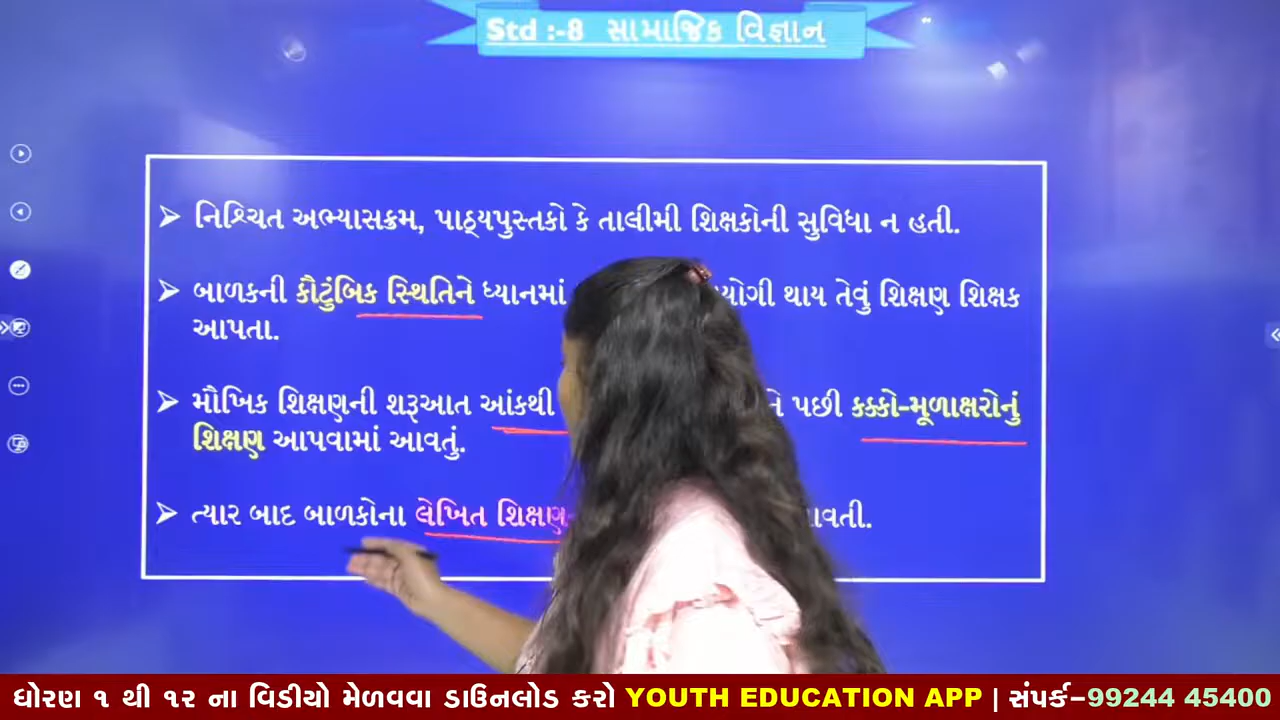 Std :-8 સામાજિક વિજ્ઞાન
➤ નિશ્ચિત અભ્યાસક્રમ, પાઠ્યપુસ્તકો કે તાલીમી શિક્ષકોની સુવિધા ન હતી.
➤ બાળકની કૌટુંબિક સ્થિતિને ધ્યાનમાં થાય તેવું શિક્ષણ શિક્ષક
આપતા.
➤ મૌખિક શિક્ષણની શરૂઆત આંકથી પછી કક્કો-મૂળાક્ષરોનું
શિક્ષણ આપવામાં આવતું.
➤ ત્યાર બાદ બાળકોના લેખિત શિક્ષણ
ધોરણ ૧ થી ૧૨ ના વિડીયો મેળવવા ડાઉનલોડ કરો YOUTH EDUCATION APP | સંપર્ક-99244 45400